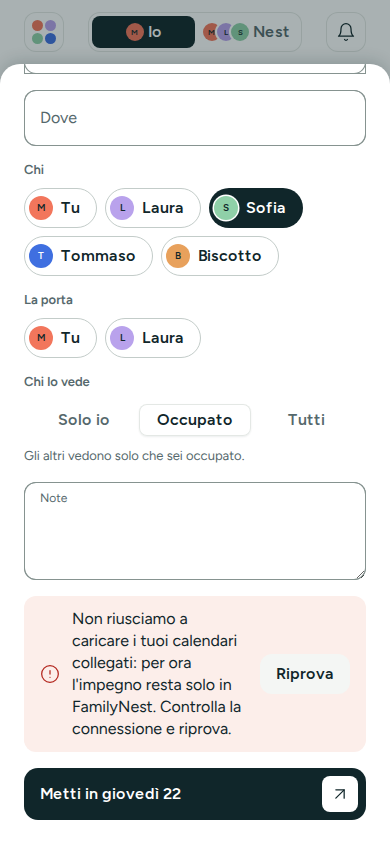 M Io
M L S Nest
Dove
Chi
M Tu
L Laura
S Sofia
T Tommaso
B Biscotto
La porta
M Tu
L Laura
Chi lo vede
Solo io Occupato Tutti
Gli altri vedono solo che sei occupato.
Note
Non riusciamo a
caricare i tuoi calendari
collegati: per ora
l'impegno resta solo in
FamilyNest. Controlla la
connessione e riprova.
Riprova
Metti in giovedì 22